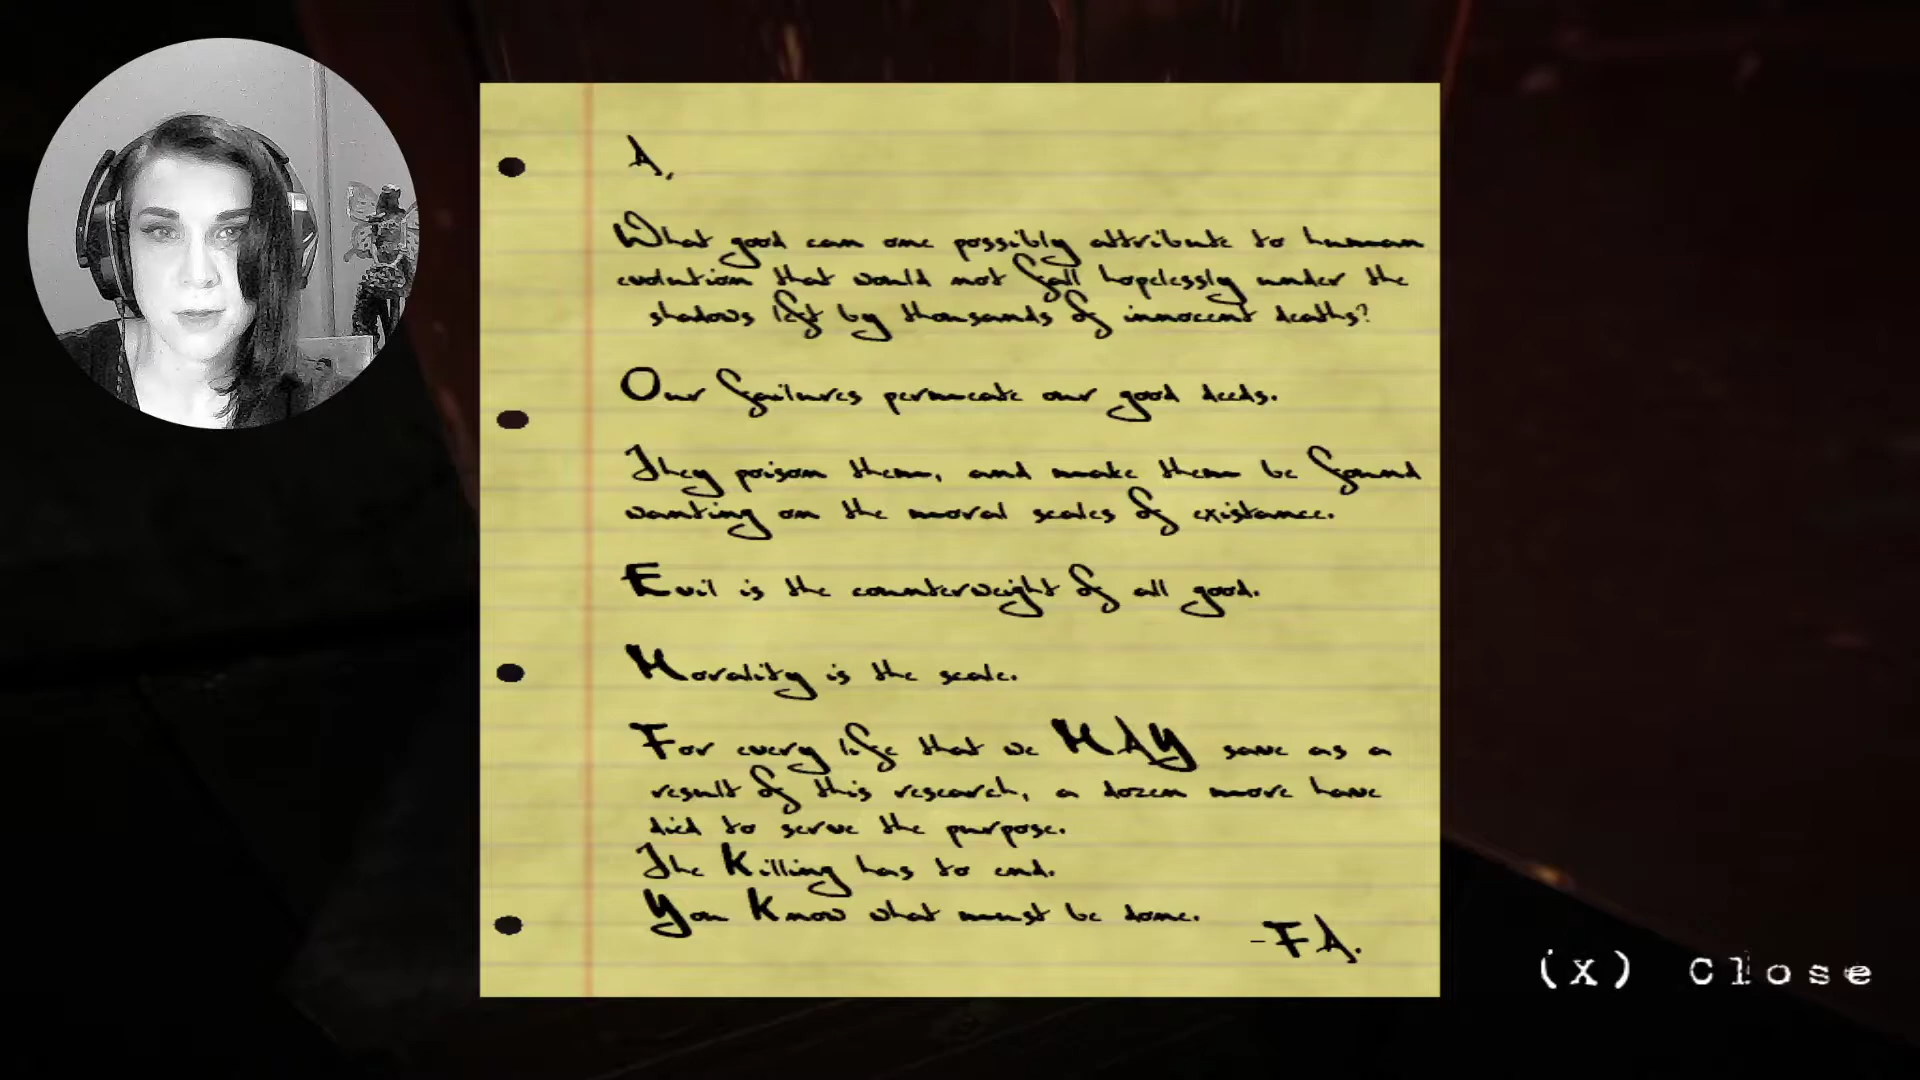 A,
What good can one possibly attribute to human
evolution that would not fall hopelessly under the
shadows left by thousands of innocent deaths?
Our failures permeate our good deeds.
They poison them, and make them be found
wanting on the moral scales of existance.
Evil is the counterweight of all good.
Morality is the scale.
For every life that we MAY save as a
result of this research, a dozen more have
died to serve the purpose.
The Killing has to end.
You Know what must be done.
-FA.
(x) Close